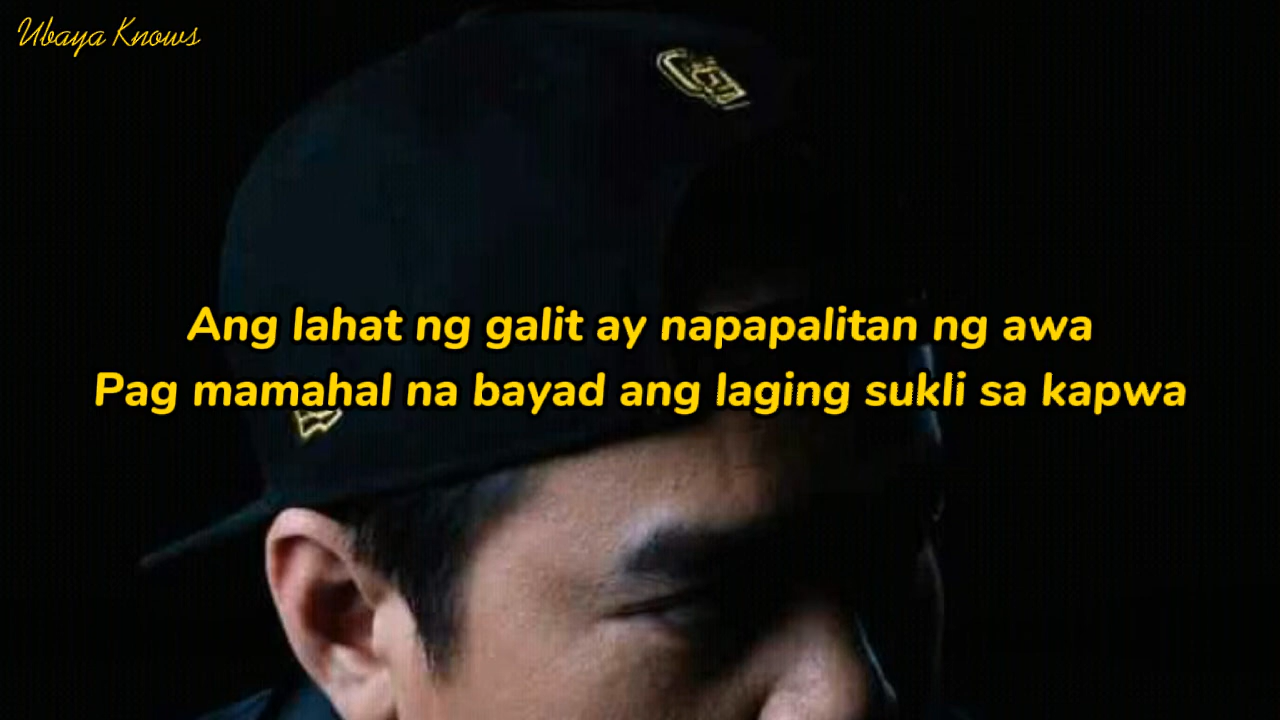 Ubaya Knows
Ang lahat ng galit ay napapalitan ng awa
Pag mamahal na bayad ang laging sukli sa kapwa